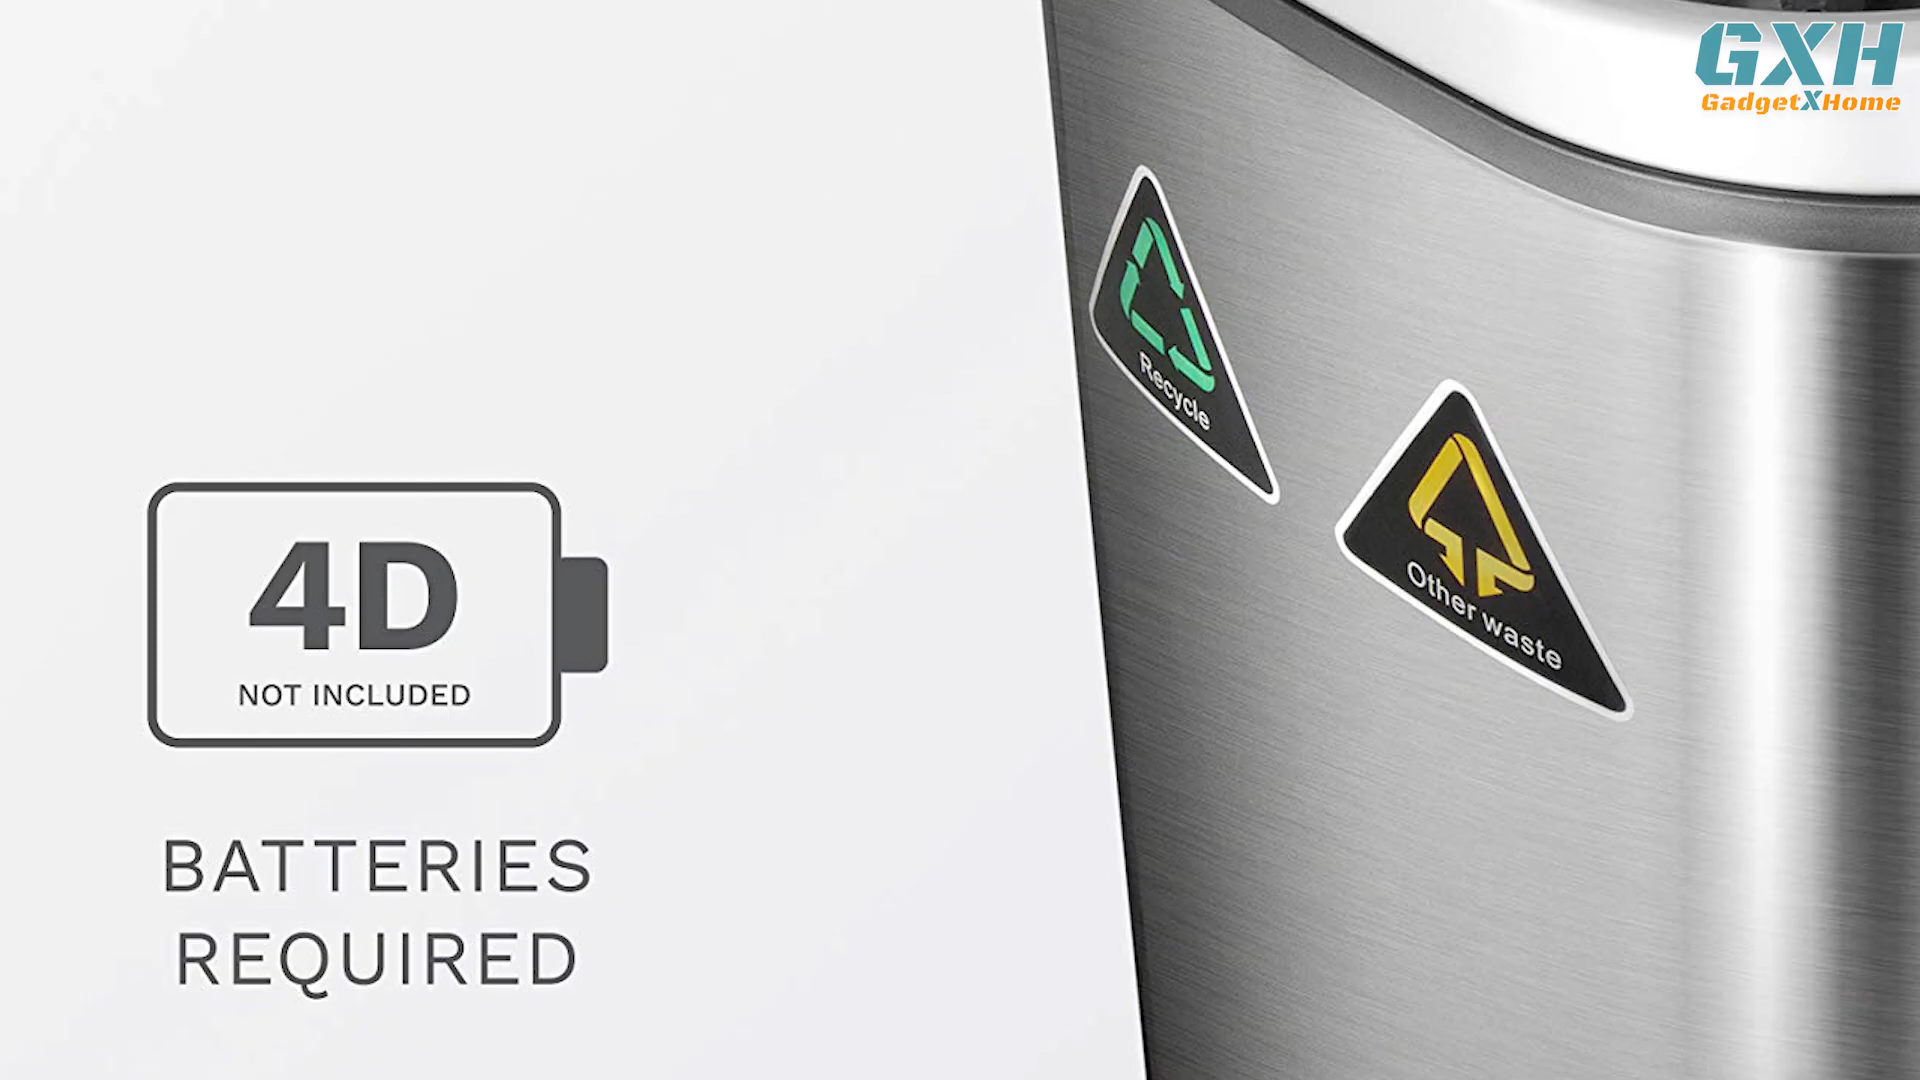 GXH
GadgetXHome
Recycle
Other waste
4D
NOT INCLUDED
BATTERIES
REQUIRED